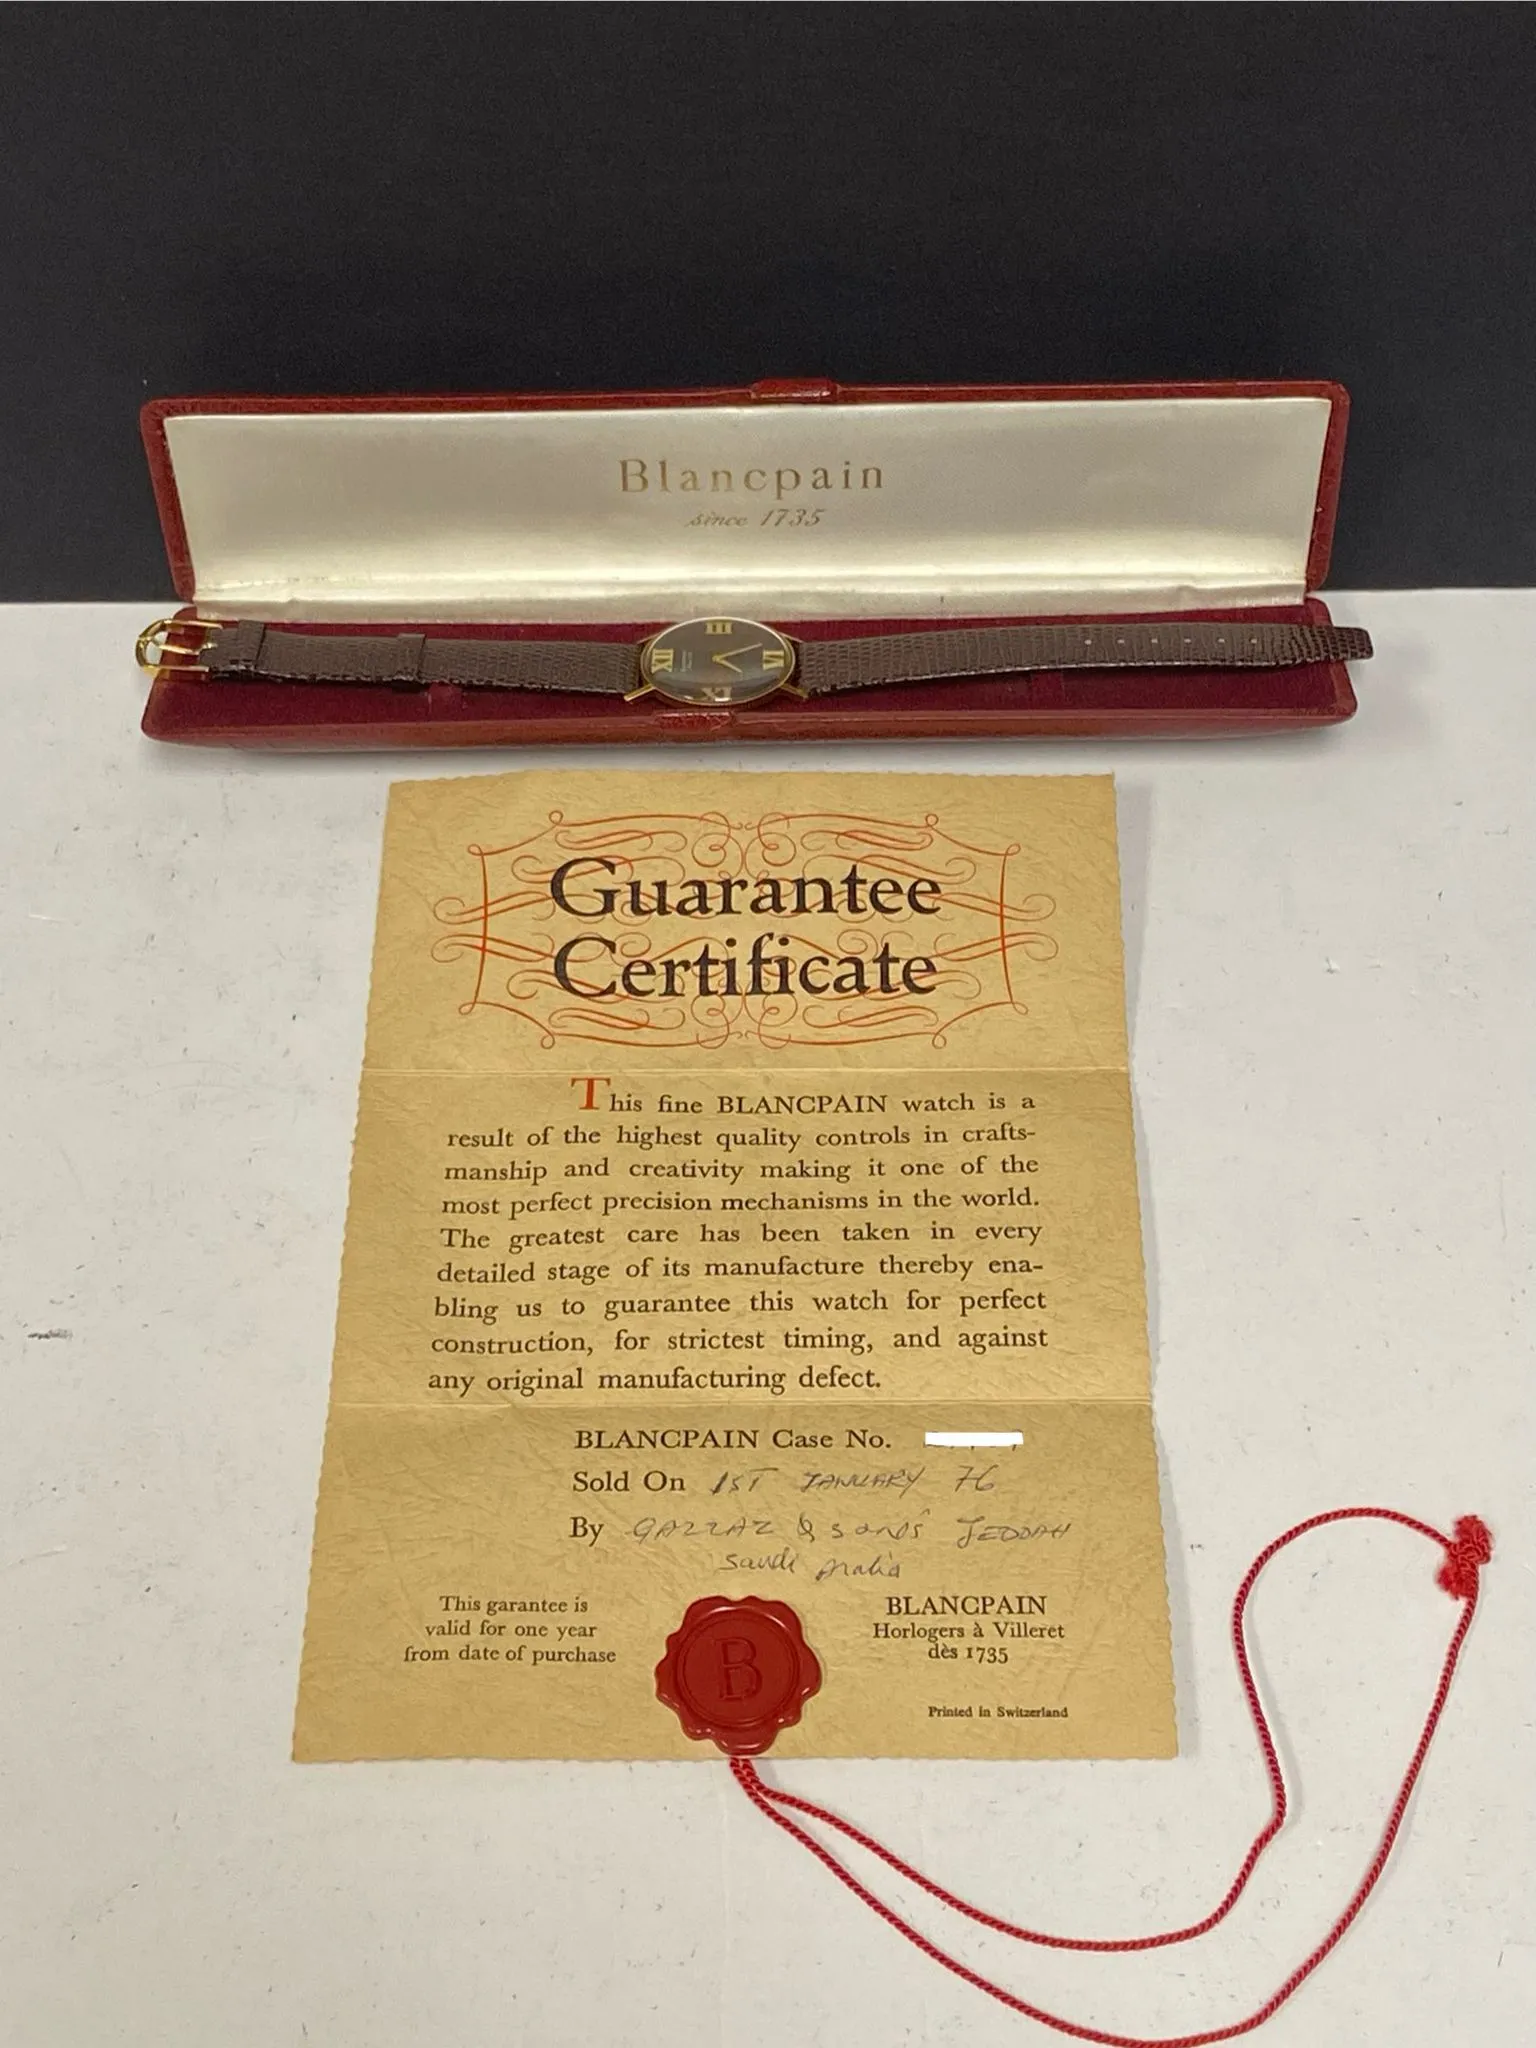 Blancpain
since 1735
III
XII
VI
IX
Guarantee
Certificate
This fine BLANCPAIN watch is a
result of the highest quality controls in crafts-
manship and creativity making it one of the
most perfect precision mechanisms in the world.
The greatest care has been taken in every
detailed stage of its manufacture thereby ena-
bling us to guarantee this watch for perfect
construction, for strictest timing, and against
any original manufacturing defect.
BLANCPAIN Case No.
Sold On 1ST JANUARY 76
By GAZZAZ & sons JEDDAH
Saudi Arabia
This garantee is
valid for one year
from date of purchase
B
BLANCPAIN
Horlogers à Villeret
dès 1735
Printed in Switzerland